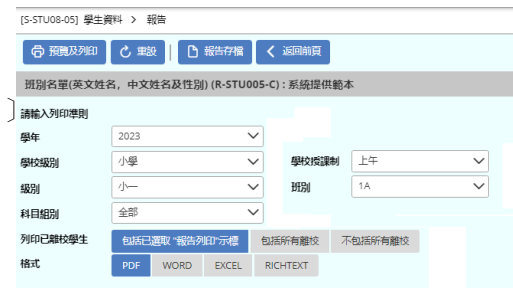 [S-STU08-05] 學生資料 > 報告
預覽及列印 重設 報告存檔 返回前頁
班別名單(英文姓名，中文姓名及性別) (R-STU005-C) : 系統提供範本
請輸入列印準則
學年 2023
學校級別 小學 學校授課制 上午
級別 小一 班別 1A
科目組別 全部
列印已離校學生 包括已選取 "報告列印"示標 包括所有離校 不包括所有離校
格式 PDF WORD EXCEL RICHTEXT